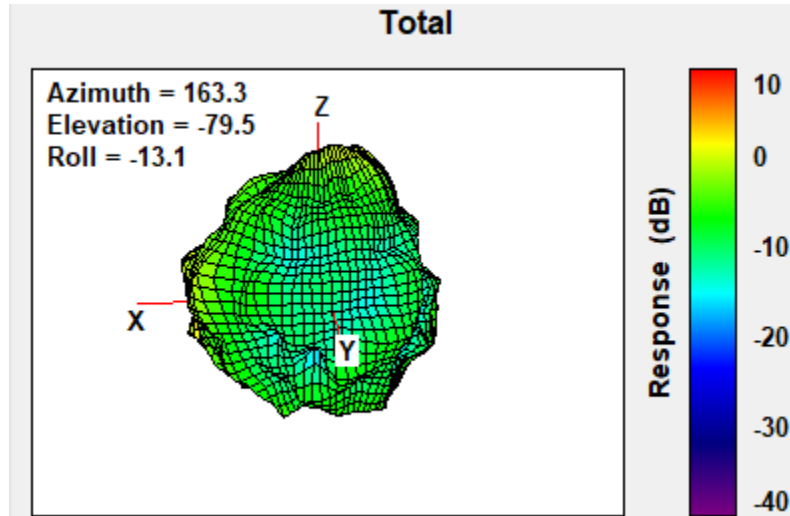 Total
Azimuth = 163.3
Elevation = -79.5
Roll = -13.1
Z
X
Y
Response (dB)
10
0
-10
-20
-30
-40